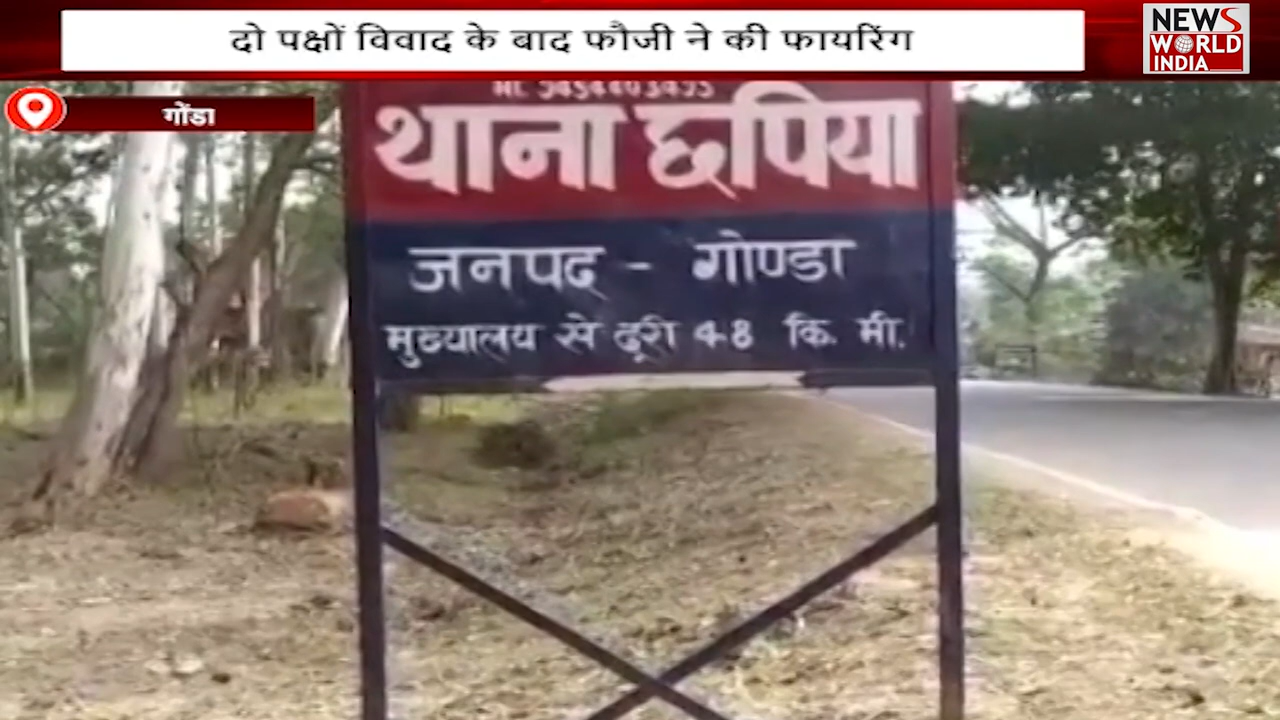 दो पक्षों विवाद के बाद फौजी ने की फायरिंग
NEWS
WORLD
INDIA
गोंडा
थाना छपिया
जनपद - गोण्डा
मुख्यालय से दूरी 48 कि. मी.